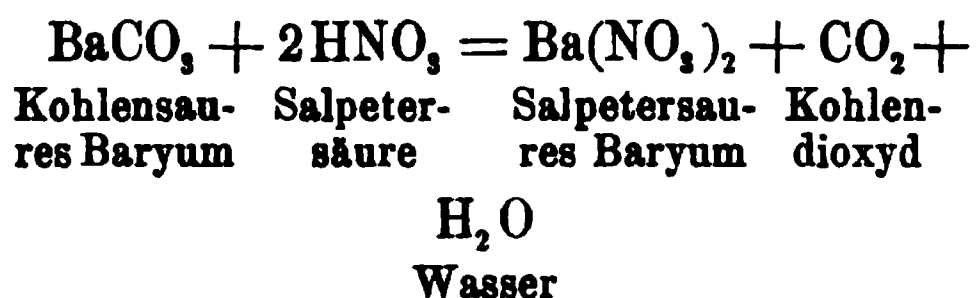 BaCO₃ + 2HNO₃ = Ba(NO₃)₂ + CO₂ +
Kohlensau- Salpeter- Salpetersau- Kohlen-
res Baryum säure res Baryum dioxyd
H₂O
Wasser